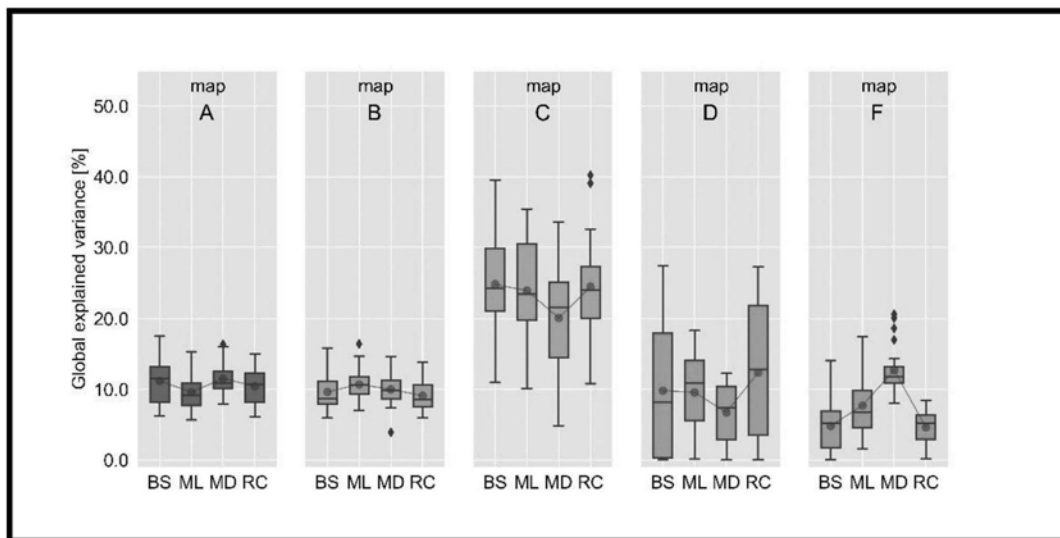 map map map map map
A B C D F
50.0
40.0
30.0
20.0
10.0
0.0
Global explained variance [%]
BS ML MD RC BS ML MD RC BS ML MD RC BS ML MD RC BS ML MD RC